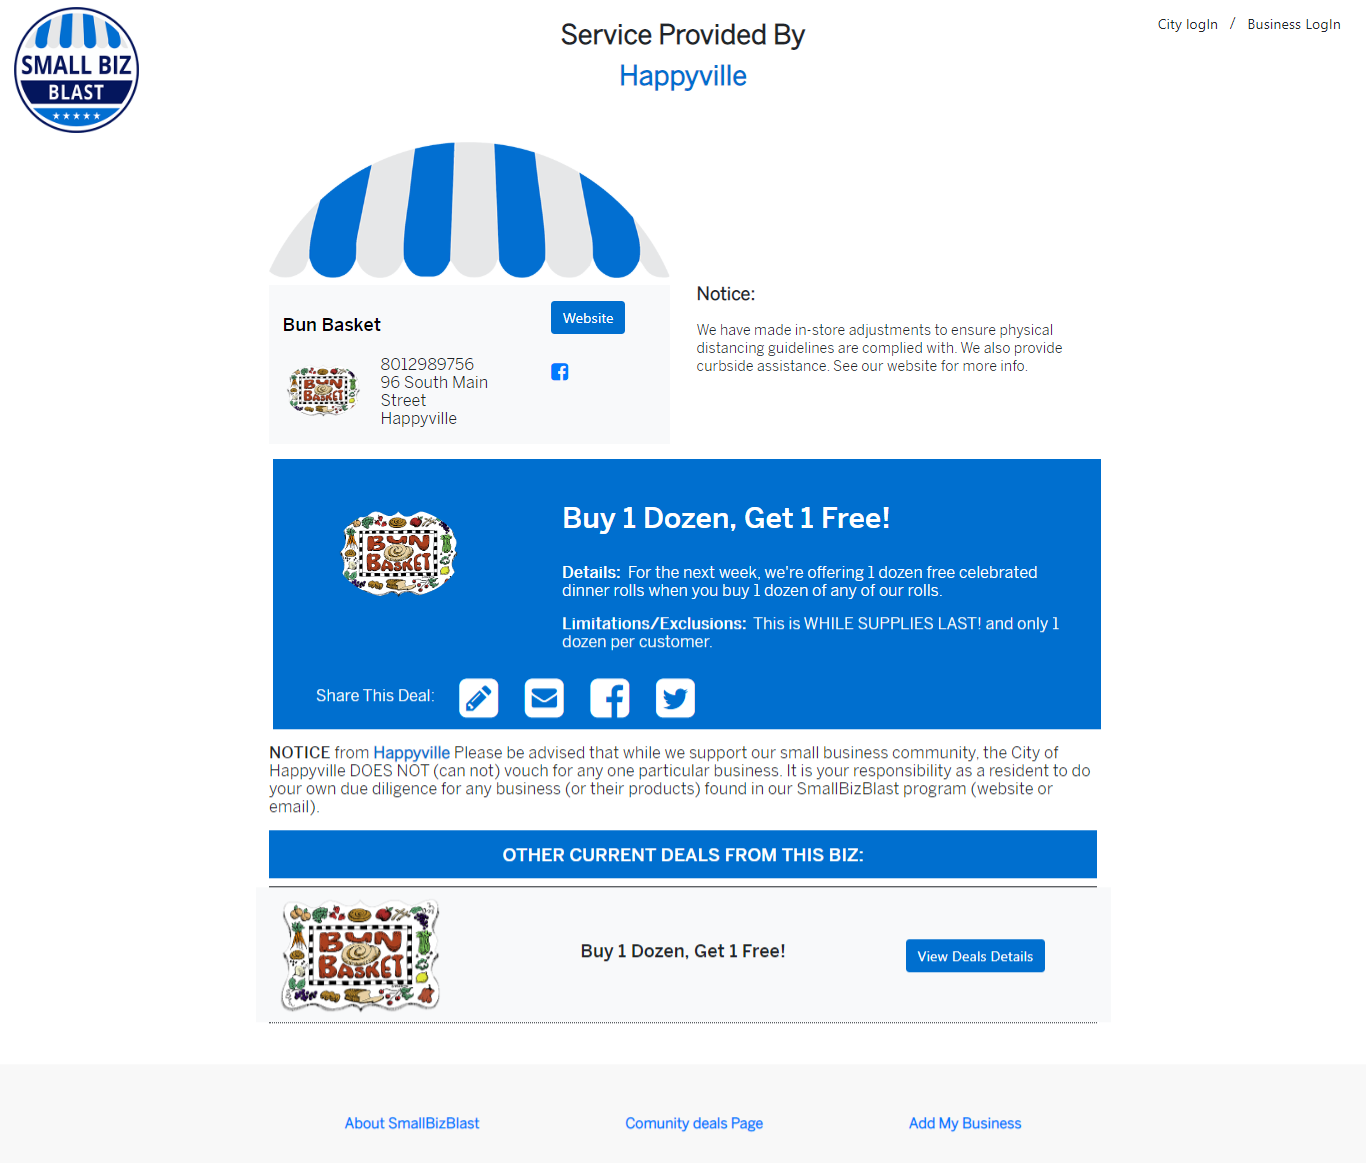 SMALL BIZ
BLAST
Service Provided By
Happyville
City logIn / Business LogIn
Bun Basket
Website
BUN
BASKET
8012989756
96 South Main
Street
Happyville
Notice:
We have made in-store adjustments to ensure physical
distancing guidelines are complied with. We also provide
curbside assistance. See our website for more info.
BUN
BASKET
Buy 1 Dozen, Get 1 Free!
Details: For the next week, we're offering 1 dozen free celebrated
dinner rolls when you buy 1 dozen of any of our rolls.
Limitations/Exclusions: This is WHILE SUPPLIES LAST! and only 1
dozen per customer.
Share This Deal:
NOTICE from Happyville Please be advised that while we support our small business community, the City of
Happyville DOES NOT (can not) vouch for any one particular business. It is your responsibility as a resident to do
your own due diligence for any business (or their products) found in our SmallBizBlast program (website or
email).
OTHER CURRENT DEALS FROM THIS BIZ:
BUN
BASKET
Buy 1 Dozen, Get 1 Free!
View Deals Details
About SmallBizBlast
Comunity deals Page
Add My Business